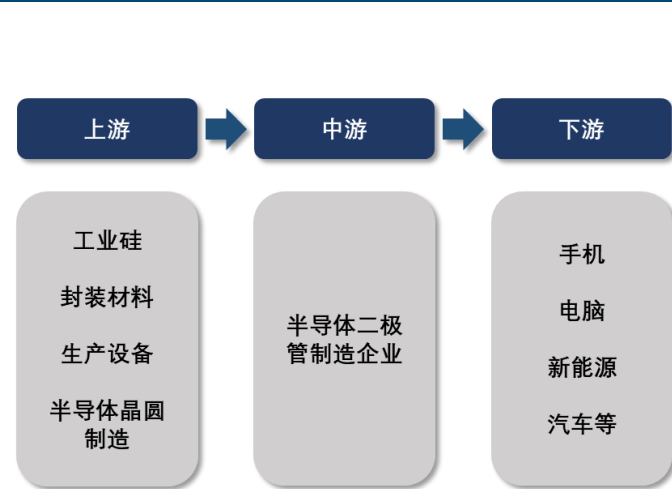 上游
中游
下游
工业硅
封装材料
生产设备
半导体晶圆
制造
半导体二极
管制造企业
手机
电脑
新能源
汽车等